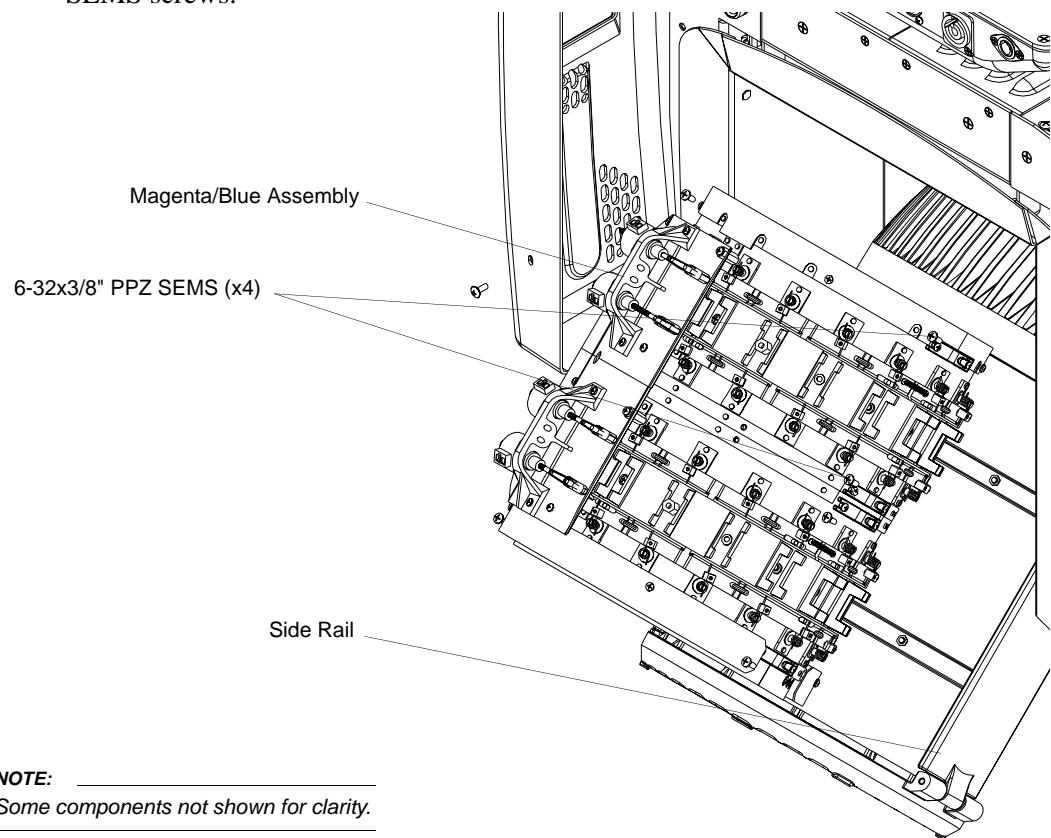 SEMS screws.
Magenta/Blue Assembly
6-32x3/8" PPZ SEMS (x4)
Side Rail
NOTE:
Some components not shown for clarity.